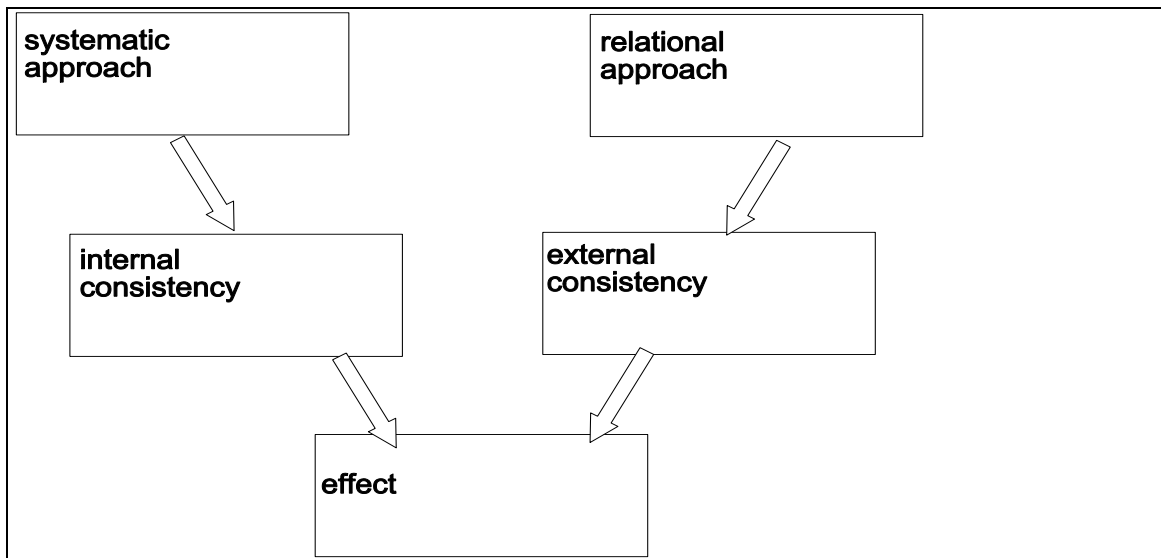 systematic
approach
relational
approach
internal
consistency
external
consistency
effect